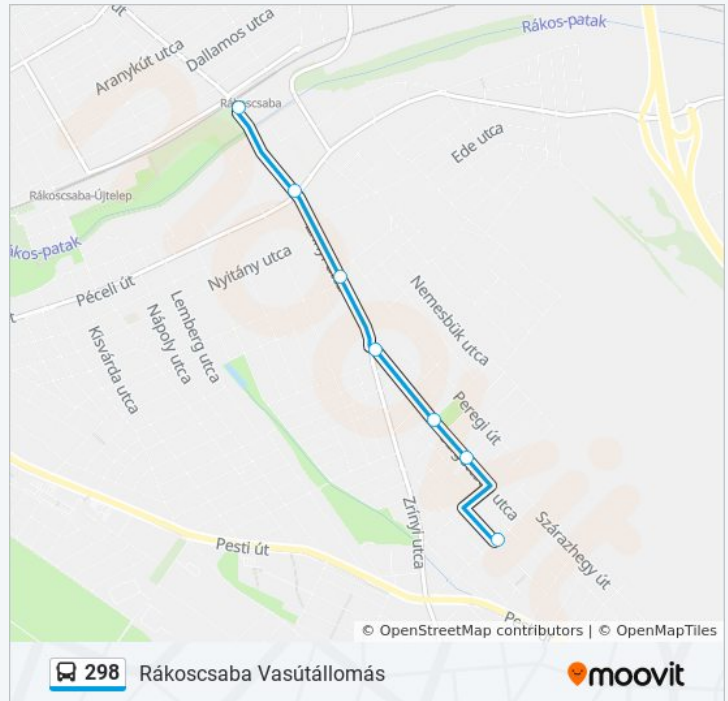 út
Rákos-patak
Dallamos utca
Aranykút utca
Rákoscsaba
Ede utca
Rákoscsaba-Újtelep
ákos-patak
Nyitány utca
Péceli út
t
Lemberg utca
Nápoly utca
Kisvárda utca
Nemesbük utca
Peregi út
utca
Zrínyi utca
Szárazhegy út
Pesti út
© OpenStreetMap contributors | © OpenMapTiles
298 Rákoscsaba Vasútállomás
moovit